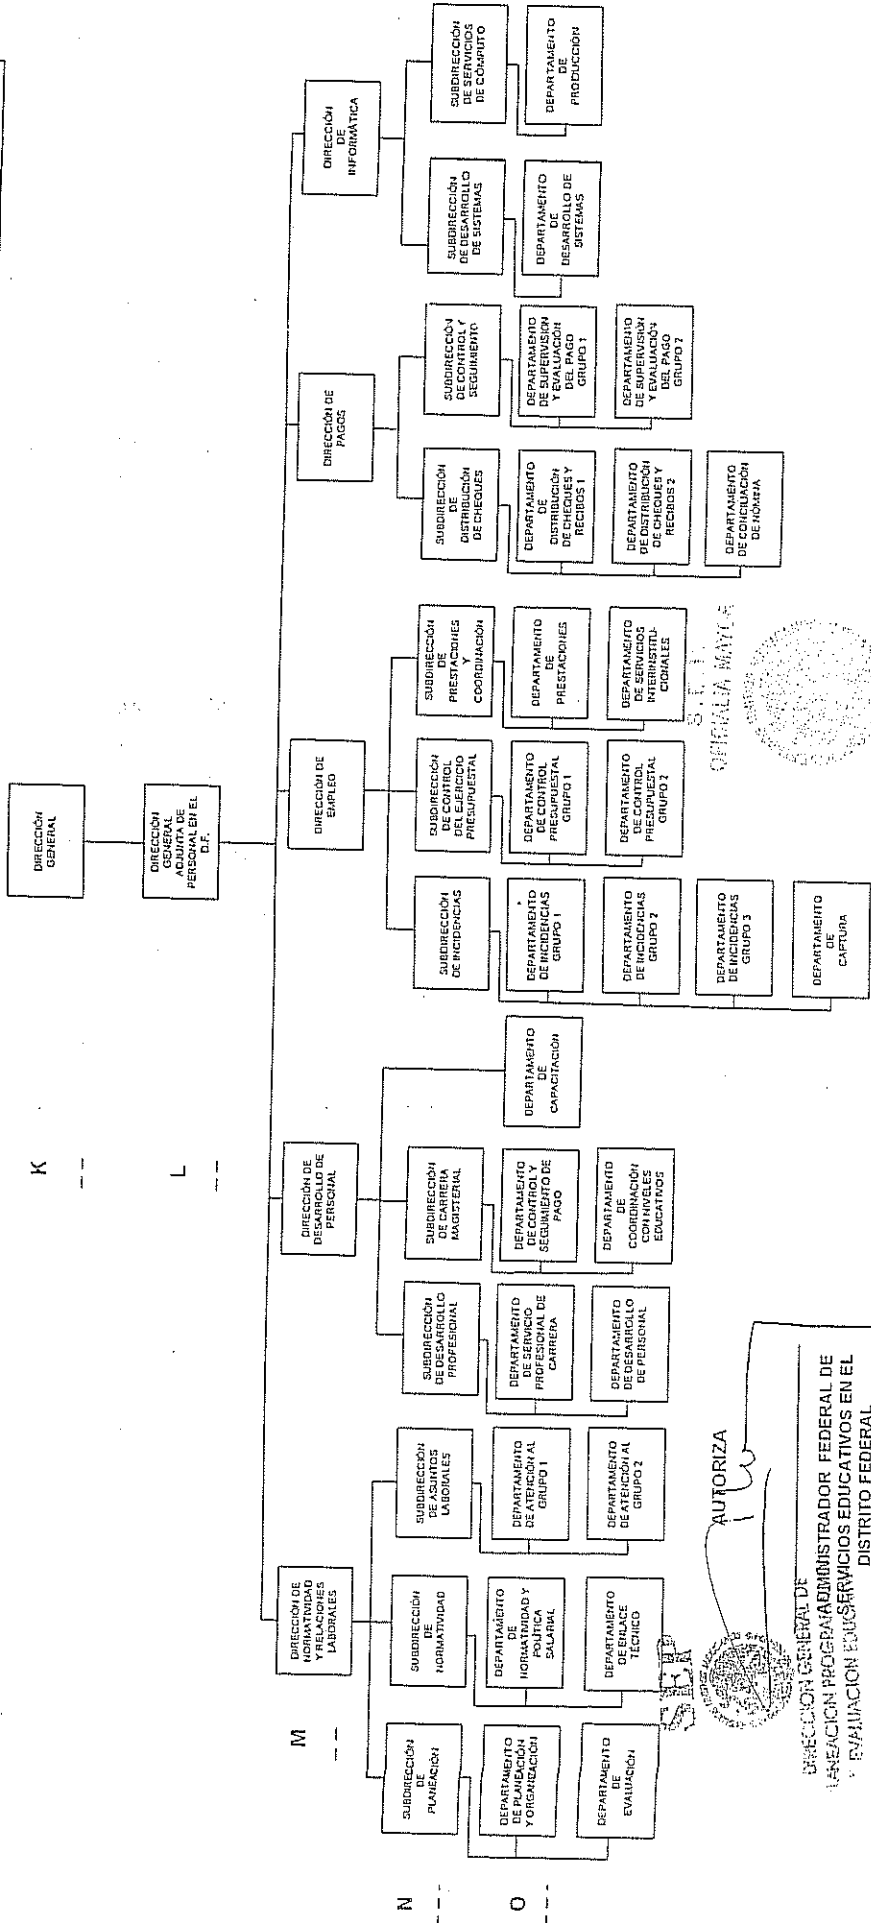 K
DIRECCIÓN
GENERAL
L
DIRECCIÓN
GENERAL
ADJUNTA DE
PERSONAL EN EL
D.F.
M
DIRECCIÓN DE
NORMATIVIDAD
Y RELACIONES
LABORALES
DIRECCIÓN DE
DESARROLLO DE
PERSONAL
DIRECCIÓN DE
EMPLEO
DIRECCIÓN DE
PAGOS
DIRECCIÓN
DE
INFORMÁTICA
N
SUBDIRECCIÓN
DE
PLANEACIÓN
SUBDIRECCIÓN
DE
NORMATIVIDAD
SUBDIRECCIÓN
DE ASUNTOS
LABORALES
SUBDIRECCIÓN
DE DESARROLLO
PROFESIONAL
SUBDIRECCIÓN
DE CARRERA
MAGISTERIAL
SUBDIRECCIÓN
DE INCIDENCIAS
SUBDIRECCIÓN
DE CONTROL
DEL EJERCICIO
PRESUPUESTAL
SUBDIRECCIÓN
DE
PRESTACIONES
Y
COORDINACIÓN
SUBDIRECCIÓN
DE
DISTRIBUCIÓN
DE CHEQUES
SUBDIRECCIÓN
DE CONTROL Y
SEGUIMIENTO
SUBDIRECCIÓN
DE DESARROLLO
DE SISTEMAS
SUBDIRECCIÓN
DE SERVICIOS
DE CÓMPUTO
O
DEPARTAMENTO
DE PLANEACIÓN
Y ORGANIZACIÓN
DEPARTAMENTO
DE
NORMATIVIDAD Y
POLÍTICA
SALARIAL
DEPARTAMENTO
DE ATENCIÓN AL
GRUPO 1
DEPARTAMENTO
DE SERVICIO
PROFESIONAL DE
CARRERA
DEPARTAMENTO
DE CONTROL Y
SEGUIMIENTO DE
PAGO
DEPARTAMENTO
DE
CAPACITACIÓN
DEPARTAMENTO
DE INCIDENCIAS
GRUPO 1
DEPARTAMENTO
DE CONTROL
PRESUPUESTAL
GRUPO 1
DEPARTAMENTO
DE
PRESTACIONES
DEPARTAMENTO
DE
DISTRIBUCIÓN
DE CHEQUES Y
RECIBOS 1
DEPARTAMENTO
DE SUPERVISIÓN
Y EVALUACIÓN
DEL PAGO
GRUPO 1
DEPARTAMENTO
DE
DESARROLLO DE
SISTEMAS
DEPARTAMENTO
DE
PRODUCCIÓN
DEPARTAMENTO
DE
EVALUACIÓN
DEPARTAMENTO
DE ENLACE
TÉCNICO
DEPARTAMENTO
DE ATENCIÓN AL
GRUPO 2
DEPARTAMENTO
DE DESARROLLO
DE PERSONAL
DEPARTAMENTO
DE
COORDINACIÓN
CON NIVELES
EDUCATIVOS
DEPARTAMENTO
DE INCIDENCIAS
GRUPO 2
DEPARTAMENTO
DE CONTROL
PRESUPUESTAL
GRUPO 2
DEPARTAMENTO
DE SERVICIOS
INTERINSTITU-
CIONALES
DEPARTAMENTO
DE DISTRIBUCIÓN
DE CHEQUES Y
RECIBOS 2
DEPARTAMENTO
DE SUPERVISIÓN
Y EVALUACIÓN
DEL PAGO
GRUPO 2
DEPARTAMENTO
DE INCIDENCIAS
GRUPO 3
DEPARTAMENTO
DE CONCILIACIÓN
DE NÓMINA
DEPARTAMENTO
DE
CAPTURA
SEP
OFICIALIA MAYOR
AUTORIZA
DIRECCION GENERAL DE
ADMINISTRADOR FEDERAL DE
SERVICIOS EDUCATIVOS EN EL
DISTRITO FEDERAL